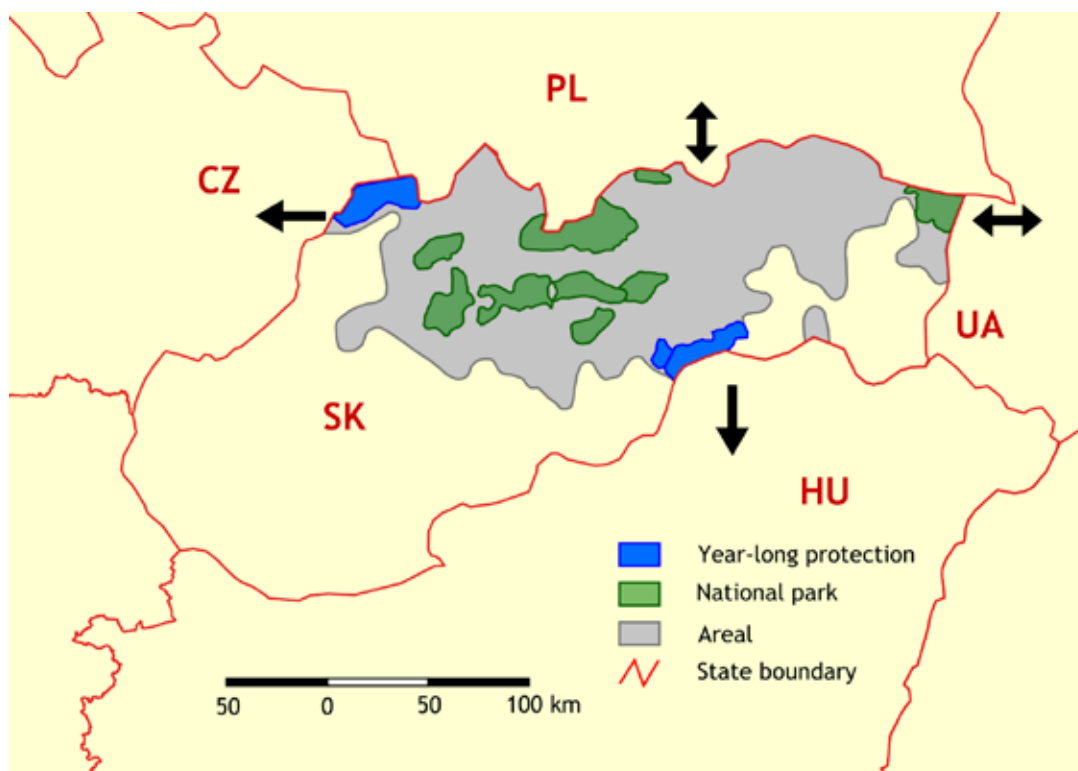 PL
CZ
UA
SK
HU
Year-long protection
National park
Areal
State boundary
50 0 50 100 km